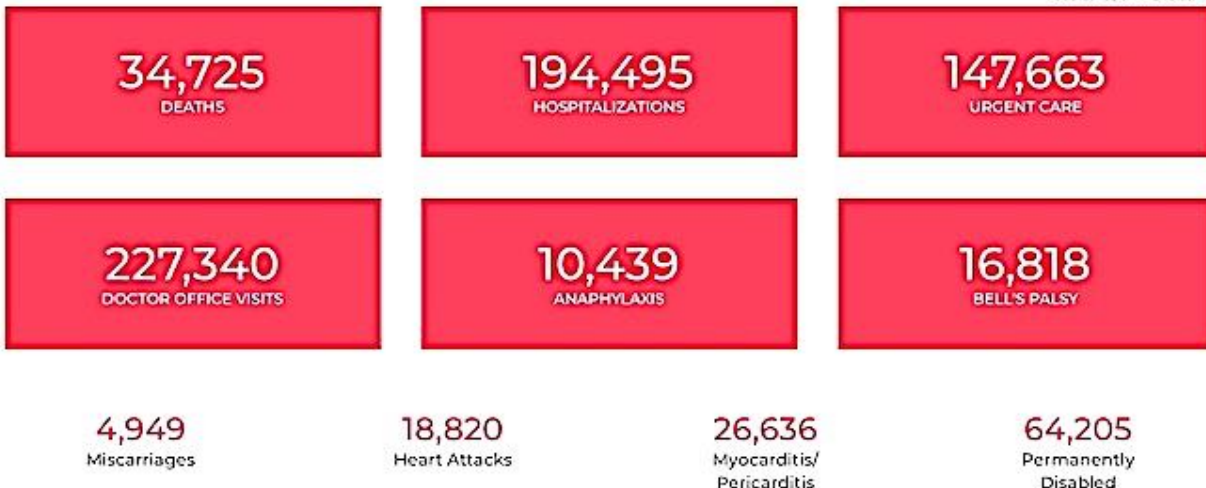 34,725
DEATHS
194,495
HOSPITALIZATIONS
147,663
URGENT CARE
227,340
DOCTOR OFFICE VISITS
10,439
ANAPHYLAXIS
16,818
BELL'S PALSY
4,949
Miscarriages
18,820
Heart Attacks
26,636
Myocarditis/
Pericarditis
64,205
Permanently
Disabled